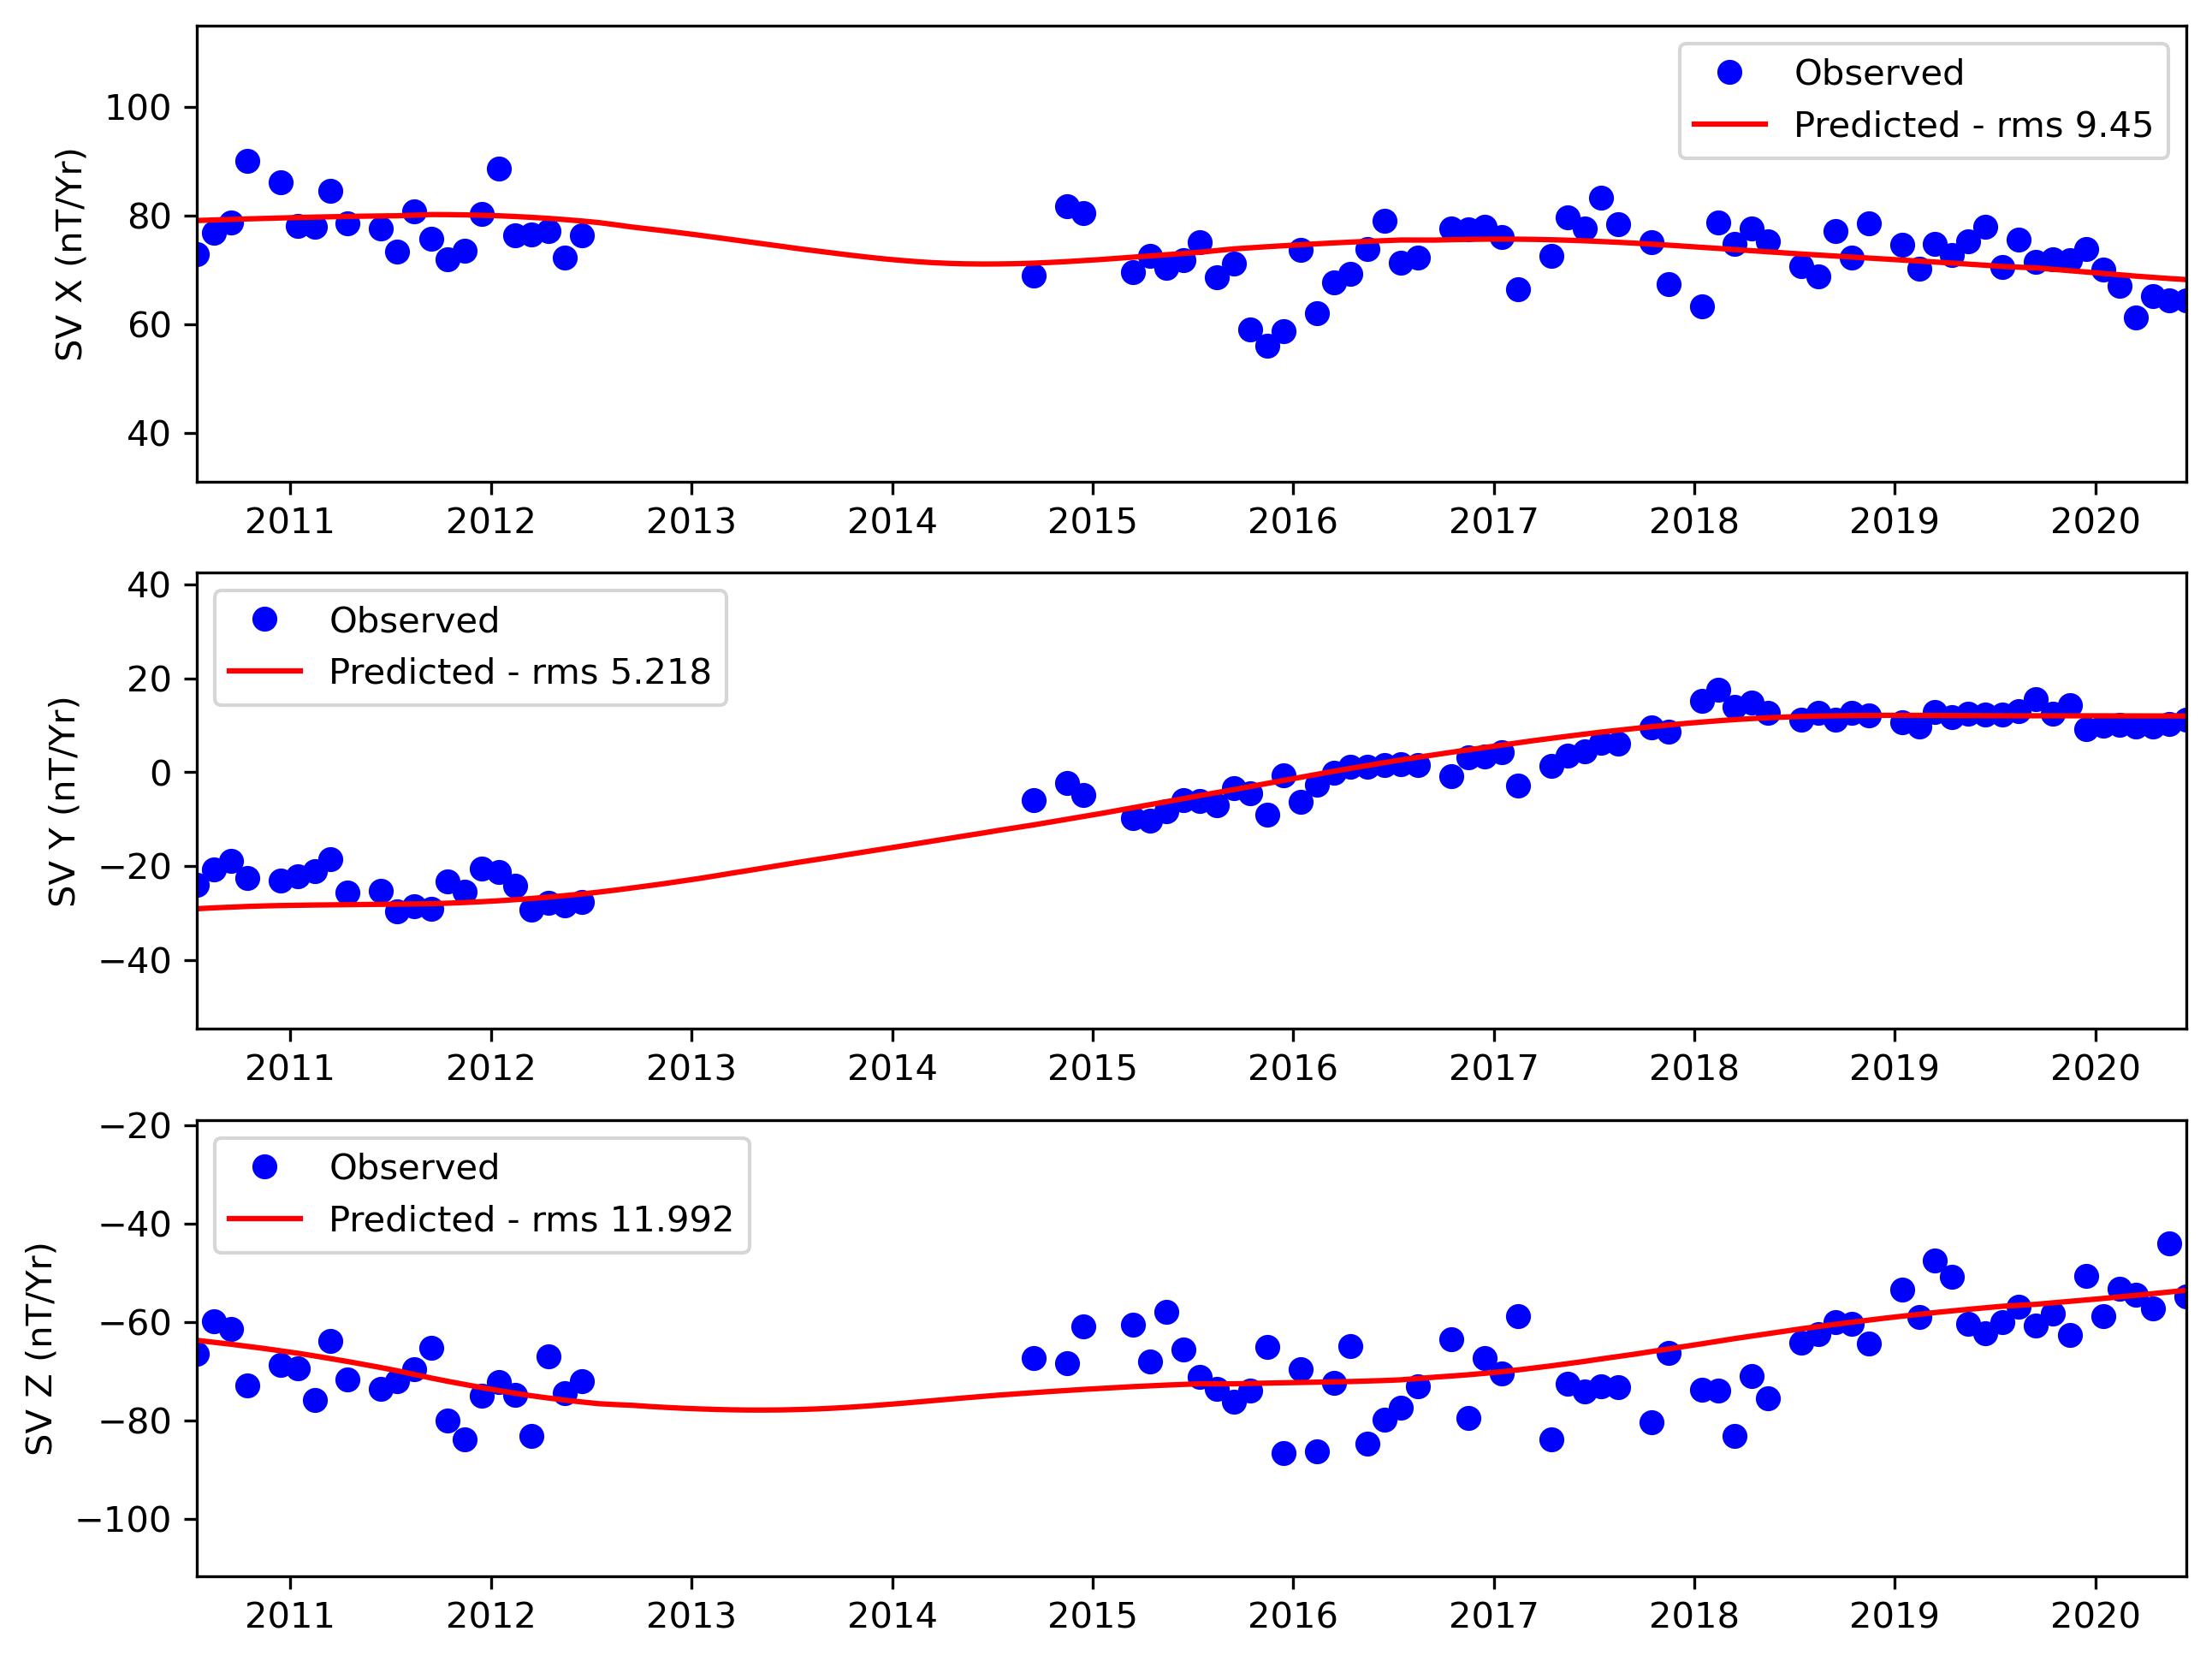 100
80
60
40
SV X (nT/Yr)
Observed
Predicted - rms 9.45
2011 2012 2013 2014 2015 2016 2017 2018 2019 2020
40
20
0
−20
−40
SV Y (nT/Yr)
Observed
Predicted - rms 5.218
2011 2012 2013 2014 2015 2016 2017 2018 2019 2020
−20
−40
−60
−80
−100
SV Z (nT/Yr)
Observed
Predicted - rms 11.992
2011 2012 2013 2014 2015 2016 2017 2018 2019 2020